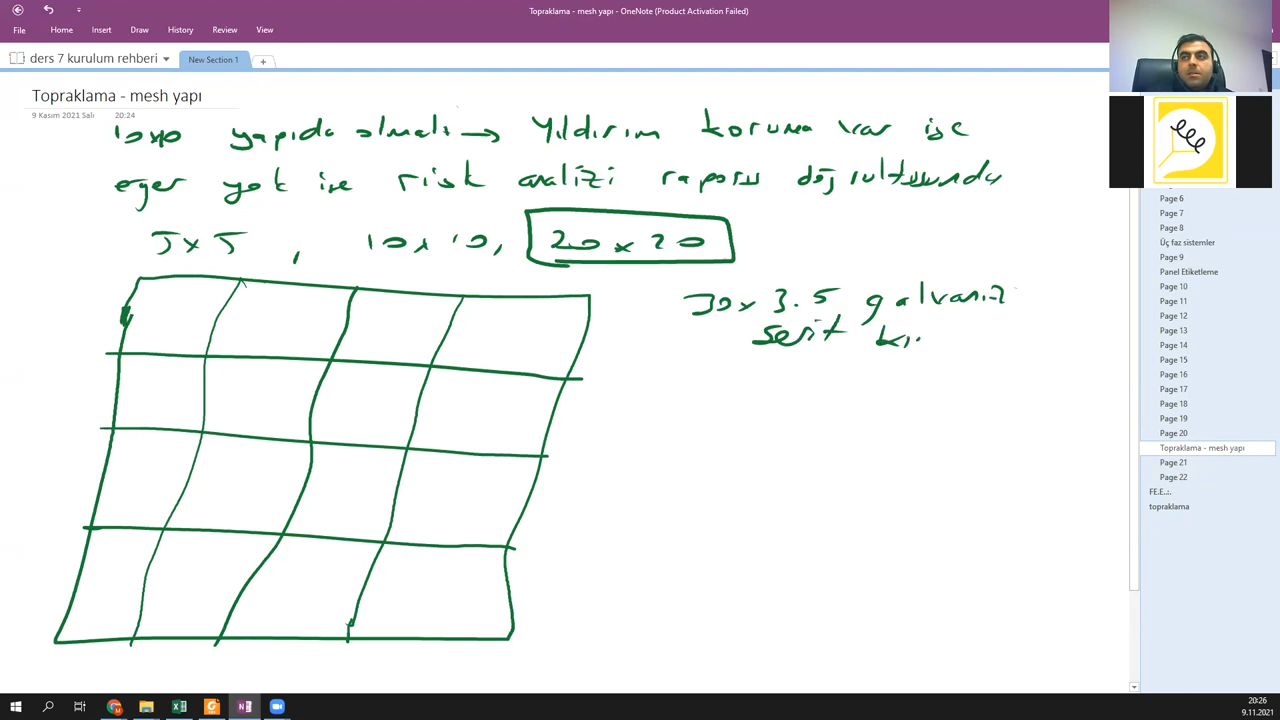 Topraklama - mesh yapı - OneNote (Product Activation Failed)
File Home Insert Draw History Review View
ders 7 kurulum rehberi New Section 1 +
Topraklama - mesh yapı
9 Kasım 2021 Salı 20:24
10x10 yapıda olmalı → Yıldırım koruma var ise
eğer yok ise risk analizi raporu doğrultusunda
5x5, 10x10, 20x20
30x3.5 galvaniz
şerit kı.
Page 6
Page 7
Page 8
Üç faz sistemler
Page 9
Panel Etiketleme
Page 10
Page 11
Page 12
Page 13
Page 14
Page 15
Page 16
Page 17
Page 18
Page 19
Page 20
Topraklama - mesh yapı
Page 21
Page 22
FE.E..:.
topraklama
20:26
9.11.2021